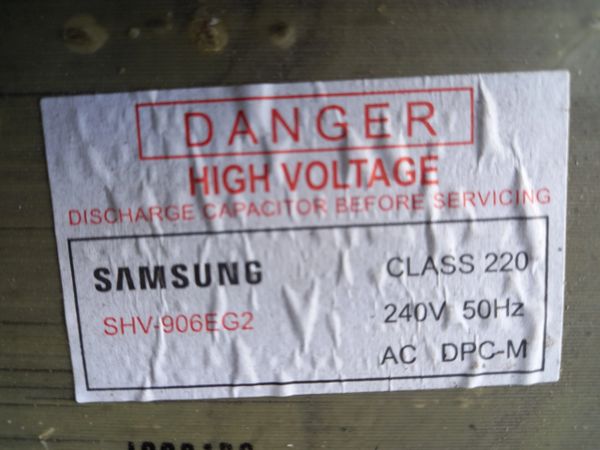 DANGER
HIGH VOLTAGE
DISCHARGE CAPACITOR BEFORE SERVICING
SAMSUNG CLASS 220
SHV-906EG2 240V 50Hz
AC DPC-M